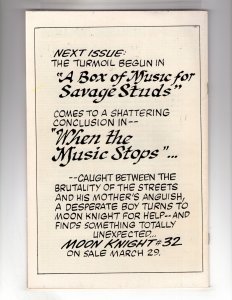 NEXT ISSUE:
THE TURMOIL BEGUN IN
"A Box of Music for
Savage Studs"
COMES TO A SHATTERING
CONCLUSION IN--
"When the
Music Stops"...
--CAUGHT BETWEEN THE
BRUTALITY OF THE STREETS
AND HIS MOTHER'S ANGUISH,
A DESPERATE BOY TURNS TO
MOON KNIGHT FOR HELP--AND
FINDS SOMETHING TOTALLY
UNEXPECTED...
MOON KNIGHT #32
ON SALE MARCH 29.